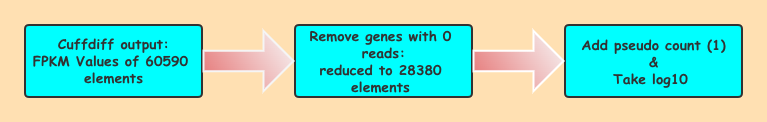 Cuffdiff output:
FPKM Values of 60590
elements
Remove genes with 0
reads:
reduced to 28380
elements
Add pseudo count (1)
&
Take log10